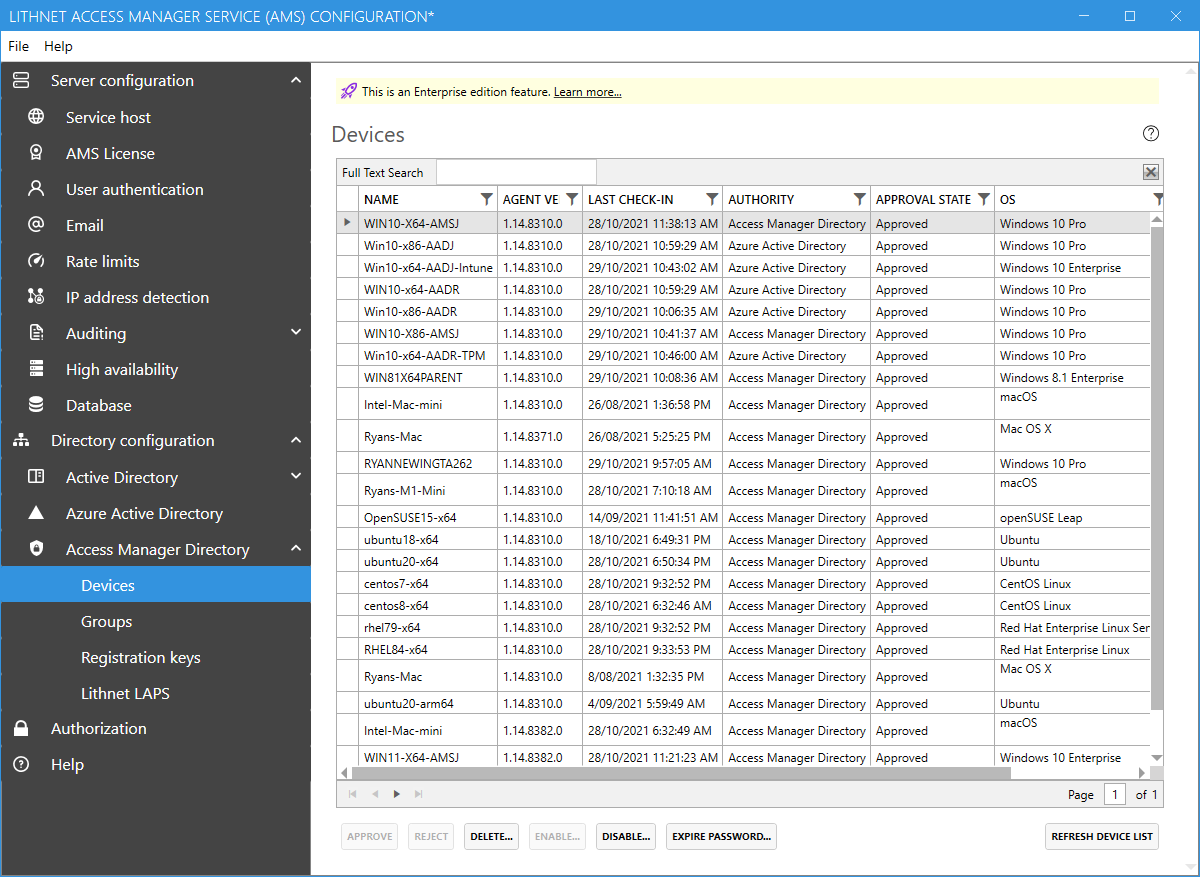 LITHNET ACCESS MANAGER SERVICE (AMS) CONFIGURATION*
File Help
Server configuration
Service host
AMS License
User authentication
Email
Rate limits
IP address detection
Auditing
High availability
Database
Directory configuration
Active Directory
Azure Active Directory
Access Manager Directory
Devices
Groups
Registration keys
Lithnet LAPS
Authorization
Help
This is an Enterprise edition feature. Learn more...
Devices
Full Text Search
NAME AGENT VE LAST CHECK-IN AUTHORITY APPROVAL STATE OS
WIN10-X64-AMSJ 1.14.8310.0 28/10/2021 11:38:13 AM Access Manager Directory Approved Windows 10 Pro
Win10-x86-AADJ 1.14.8310.0 28/10/2021 10:59:29 AM Azure Active Directory Approved Windows 10 Pro
Win10-x64-AADJ-Intune 1.14.8310.0 29/10/2021 10:43:02 AM Azure Active Directory Approved Windows 10 Enterprise
WIN10-x64-AADR 1.14.8310.0 28/10/2021 10:59:29 AM Azure Active Directory Approved Windows 10 Pro
Win10-x86-AADR 1.14.8310.0 29/10/2021 10:06:35 AM Azure Active Directory Approved Windows 10 Pro
WIN10-X86-AMSJ 1.14.8310.0 29/10/2021 10:41:37 AM Access Manager Directory Approved Windows 10 Pro
Win10-x64-AADR-TPM 1.14.8310.0 29/10/2021 10:46:00 AM Azure Active Directory Approved Windows 10 Pro
WIN81X64PARENT 1.14.8310.0 29/10/2021 10:08:36 AM Access Manager Directory Approved Windows 8.1 Enterprise
Intel-Mac-mini 1.14.8310.0 26/08/2021 1:36:58 PM Access Manager Directory Approved macOS
Ryans-Mac 1.14.8371.0 26/08/2021 5:25:25 PM Access Manager Directory Approved Mac OS X
RYANNEWINGTA262 1.14.8310.0 29/10/2021 9:57:05 AM Access Manager Directory Approved Windows 10 Pro
Ryans-M1-Mini 1.14.8310.0 28/10/2021 7:10:18 AM Access Manager Directory Approved macOS
OpenSUSE15-x64 1.14.8310.0 14/09/2021 11:41:51 AM Access Manager Directory Approved openSUSE Leap
ubuntu18-x64 1.14.8310.0 18/10/2021 6:49:31 PM Access Manager Directory Approved Ubuntu
ubuntu20-x64 1.14.8310.0 28/10/2021 6:50:34 PM Access Manager Directory Approved Ubuntu
centos7-x64 1.14.8310.0 28/10/2021 9:32:52 PM Access Manager Directory Approved CentOS Linux
centos8-x64 1.14.8310.0 28/10/2021 6:32:46 AM Access Manager Directory Approved CentOS Linux
rhel79-x64 1.14.8310.0 28/10/2021 9:32:52 PM Access Manager Directory Approved Red Hat Enterprise Linux Ser
RHEL84-x64 1.14.8310.0 28/10/2021 9:33:53 PM Access Manager Directory Approved Red Hat Enterprise Linux
Ryans-Mac 1.14.8310.0 8/08/2021 1:32:35 PM Access Manager Directory Approved Mac OS X
ubuntu20-arm64 1.14.8310.0 4/09/2021 5:59:49 AM Access Manager Directory Approved Ubuntu
Intel-Mac-mini 1.14.8382.0 28/10/2021 6:32:49 AM Access Manager Directory Approved macOS
WIN11-X64-AMSJ 1.14.8382.0 28/10/2021 11:21:23 AM Access Manager Directory Approved Windows 10 Enterprise
Page 1 of 1
APPROVE REJECT DELETE... ENABLE... DISABLE... EXPIRE PASSWORD... REFRESH DEVICE LIST